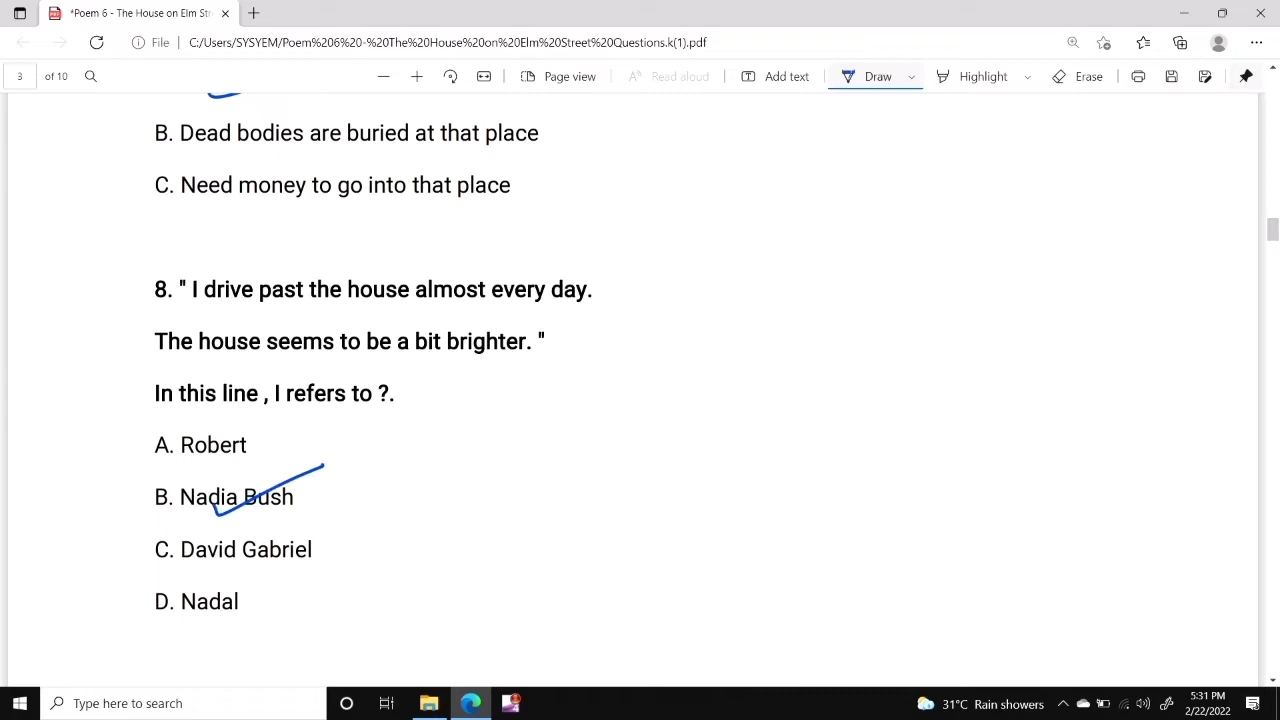 *Poem 6 - The House on Elm Str
File C:/Users/SYSYEM/Poem%206%20-%20The%20House%20on%20Elm%20Street%20Questions.k(1).pdf
3 of 10 Page view Read aloud Add text Draw Highlight Erase
B. Dead bodies are buried at that place
C. Need money to go into that place
8. " I drive past the house almost every day.
The house seems to be a bit brighter. "
In this line , I refers to ?.
A. Robert
B. Nadia Bush
C. David Gabriel
D. Nadal
Type here to search 31°C Rain showers 5:31 PM
2/22/2022